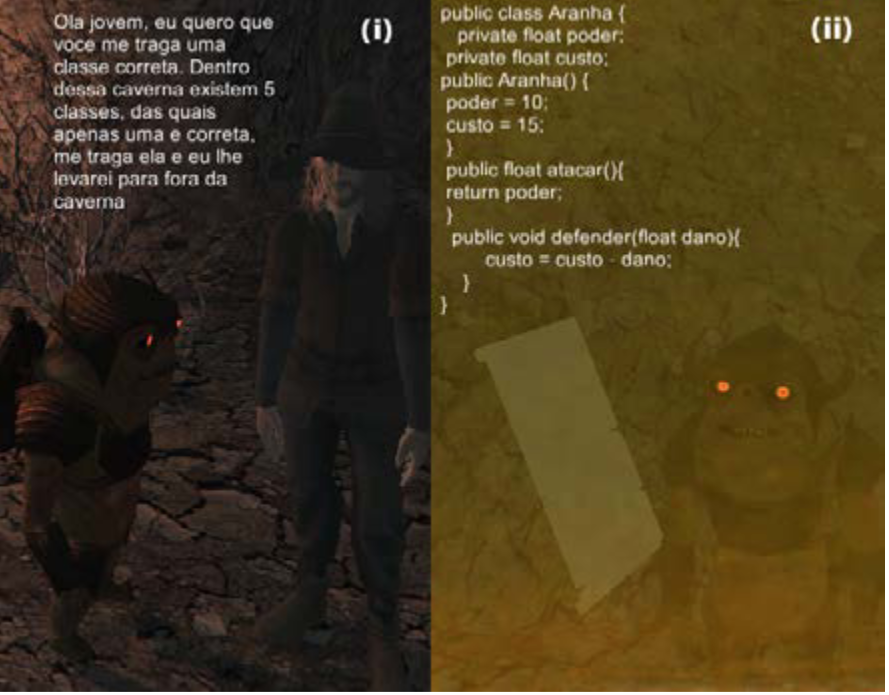 Ola jovem, eu quero que
voce me traga uma
classe correta. Dentro
dessa caverna existem 5
classes, das quais
apenas uma e correta,
me traga ela e eu lhe
levarei para fora da
caverna
(i)
(ii)
public class Aranha {
private float poder;
private float custo;
public Aranha() {
poder = 10;
custo = 15;
}
public float atacar(){
return poder;
}
public void defender(float dano){
custo = custo - dano;
}
}